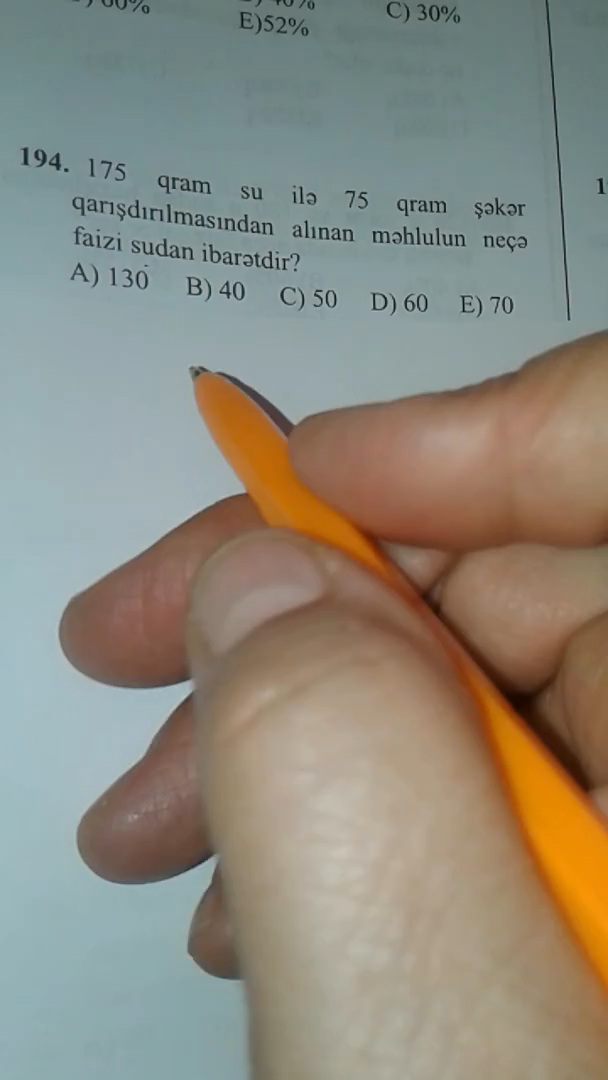 C) 30%
E)52%
194. 175 qram su ilə 75 qram şəkər
qarışdırılmasından alınan məhlulun neçə
faizi sudan ibarətdir?
A) 130 B) 40 C) 50 D) 60 E) 70